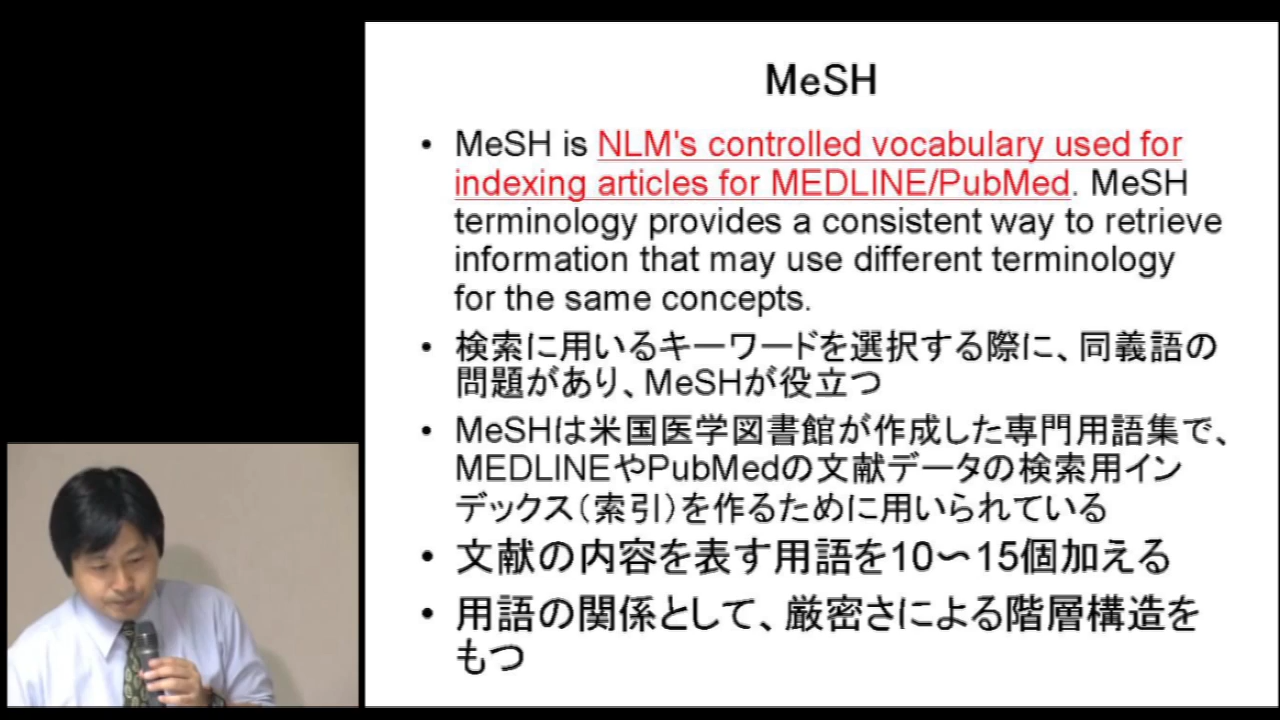 MeSH
• MeSH is NLM's controlled vocabulary used for
indexing articles for MEDLINE/PubMed. MeSH
terminology provides a consistent way to retrieve
information that may use different terminology
for the same concepts.
• 検索に用いるキーワードを選択する際に、同義語の
問題があり、MeSHが役立つ
• MeSHは米国医学図書館が作成した専門用語集で、
MEDLINEやPubMedの文献データの検索用イン
デックス（索引）を作るために用いられている
• 文献の内容を表す用語を10〜15個加える
• 用語の関係として、厳密さによる階層構造を
もつ